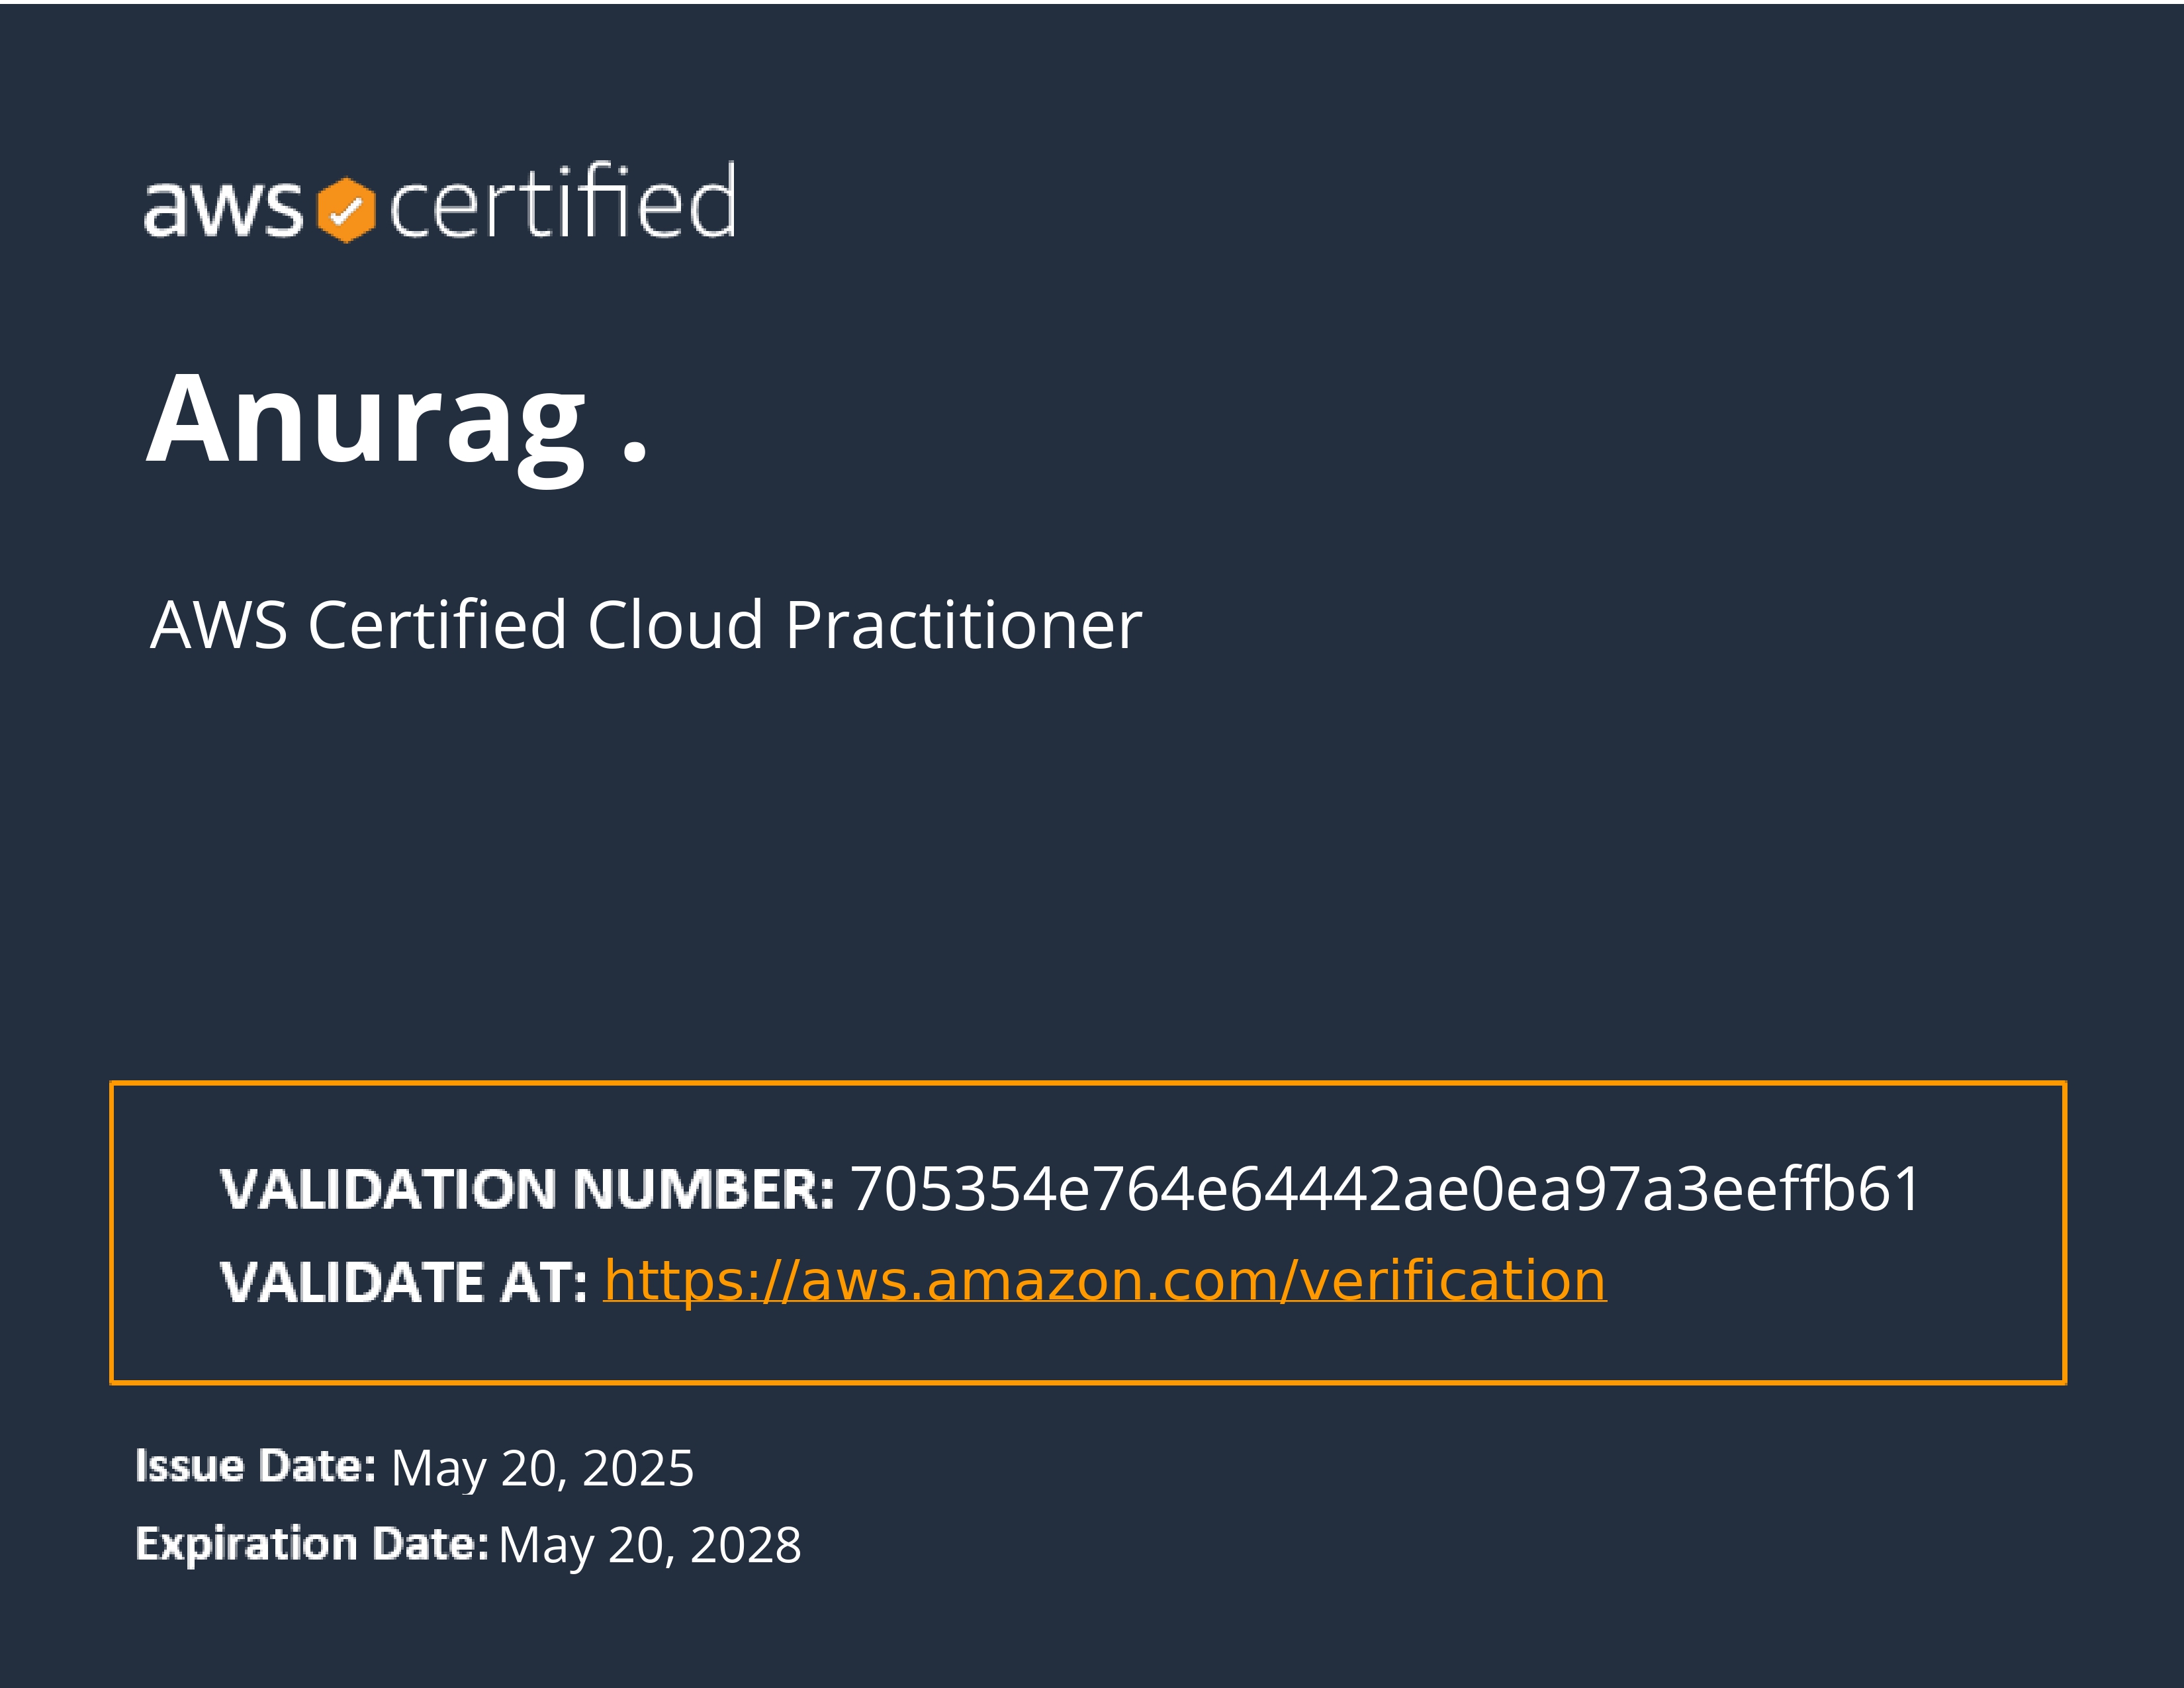 aws certified
Anurag .
AWS Certified Cloud Practitioner
VALIDATION NUMBER: 705354e764e64442ae0ea97a3eeffb61
VALIDATE AT: https://aws.amazon.com/verification
Issue Date: May 20, 2025
Expiration Date: May 20, 2028